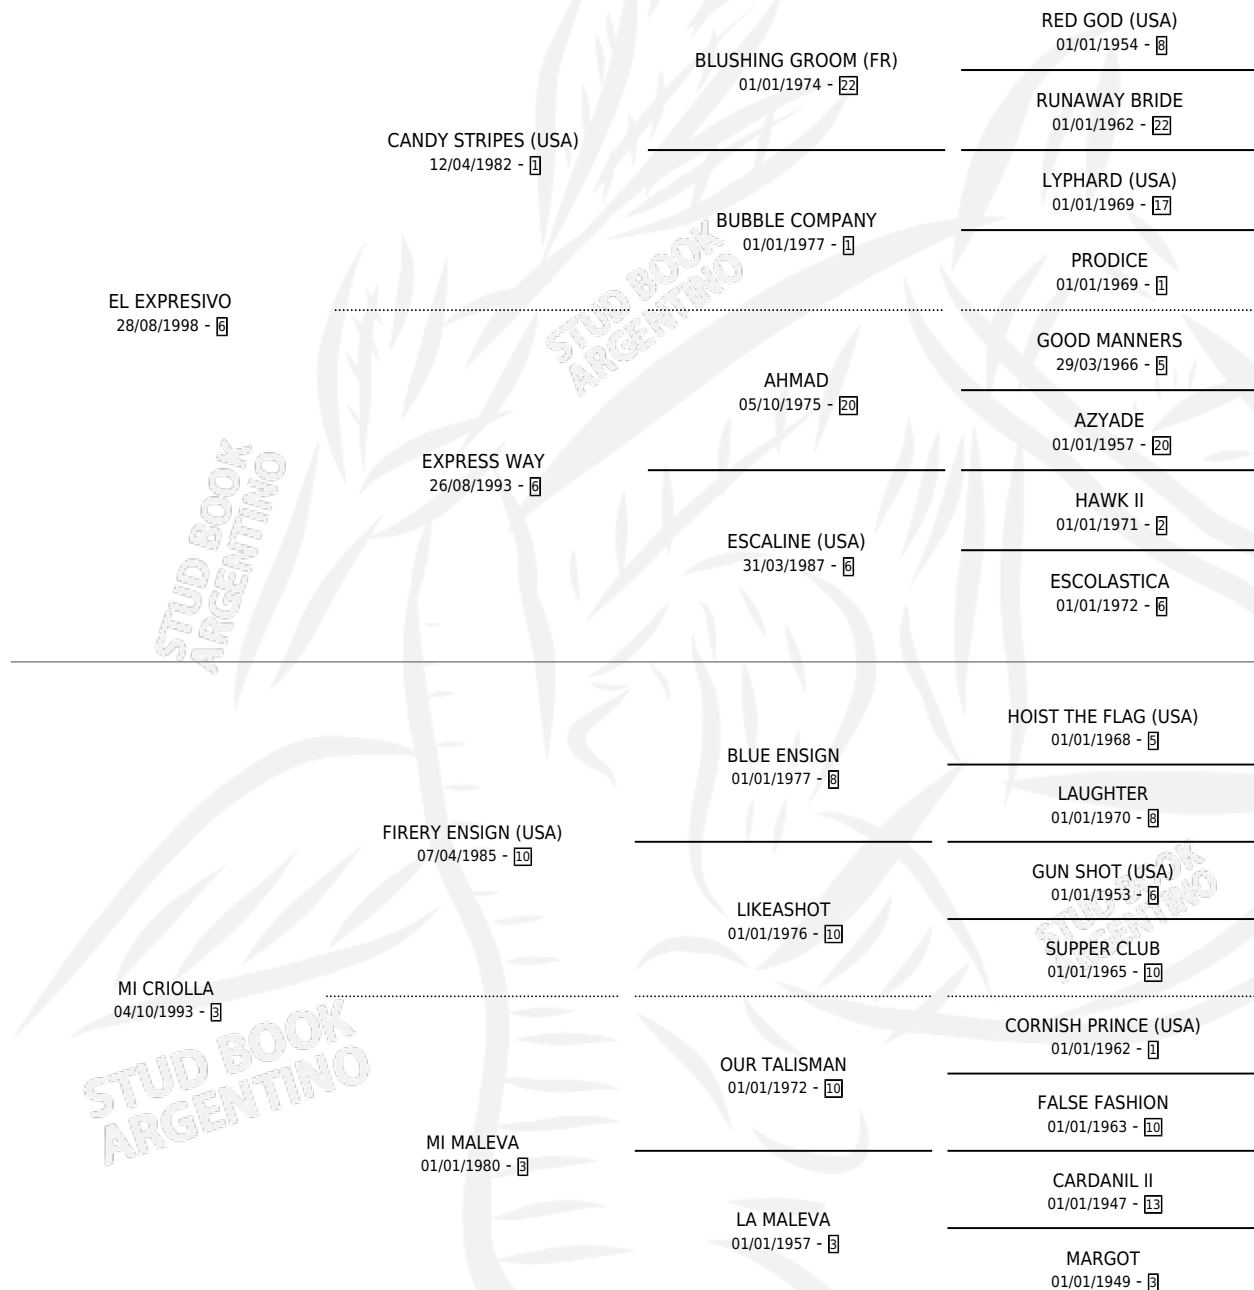 RED GOD (USA)
01/01/1954 - 8
BLUSHING GROOM (FR)
01/01/1974 - 22
RUNAWAY BRIDE
01/01/1962 - 22
CANDY STRIPES (USA)
12/04/1982 - 1
LYPHARD (USA)
01/01/1969 - 17
BUBBLE COMPANY
01/01/1977 - 1
PRODICE
01/01/1969 - 1
EL EXPRESIVO
28/08/1998 - 6
GOOD MANNERS
29/03/1966 - 5
AHMAD
05/10/1975 - 20
AZYADE
01/01/1957 - 20
EXPRESS WAY
26/08/1993 - 6
HAWK II
01/01/1971 - 2
ESCALINE (USA)
31/03/1987 - 6
ESCOLASTICA
01/01/1972 - 6
HOIST THE FLAG (USA)
01/01/1968 - 5
BLUE ENSIGN
01/01/1977 - 8
LAUGHTER
01/01/1970 - 8
FIRERY ENSIGN (USA)
07/04/1985 - 10
GUN SHOT (USA)
01/01/1953 - 6
LIKEASHOT
01/01/1976 - 10
SUPPER CLUB
01/01/1965 - 10
MI CRIOLLA
04/10/1993 - 3
CORNISH PRINCE (USA)
01/01/1962 - 1
OUR TALISMAN
01/01/1972 - 10
FALSE FASHION
01/01/1963 - 10
MI MALEVA
01/01/1980 - 3
CARDANIL II
01/01/1947 - 13
LA MALEVA
01/01/1957 - 3
MARGOT
01/01/1949 - 3
STUD BOOK
ARGENTINO
STUD BOOK
ARGENTINO
STUD BOOK
ARGENTINO
STUD BOOK
ARGENTINO